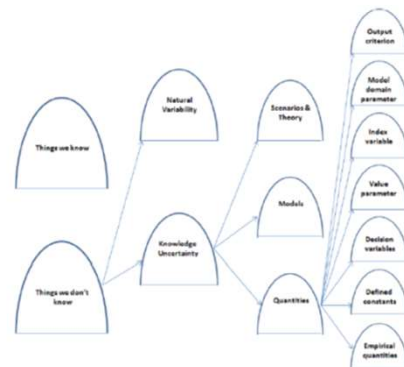 Things we know
Things we don't
know
Natural
Variability
Knowledge
Uncertainty
Scenarios &
Theory
Models
Quantities
Output
criterion
Model
domain
parameter
Index
variable
Value
parameter
Decision
variables
Defined
constants
Empirical
quantities